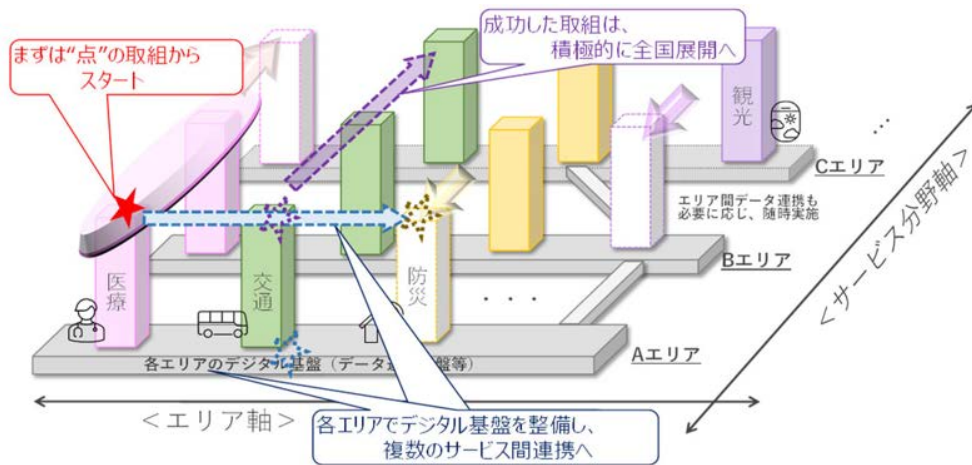 まずは“点”の取組から
スタート
成功した取組は、
積極的に全国展開へ
観光
・・・
Cエリア
エリア間データ連携も
必要に応じ、随時実施
<サービス分野軸>
Bエリア
医療
交通
防災
・・・
Aエリア
各エリアのデジタル基盤（データ連 盤等）
<エリア軸>
各エリアでデジタル基盤を整備し、
複数のサービス間連携へ